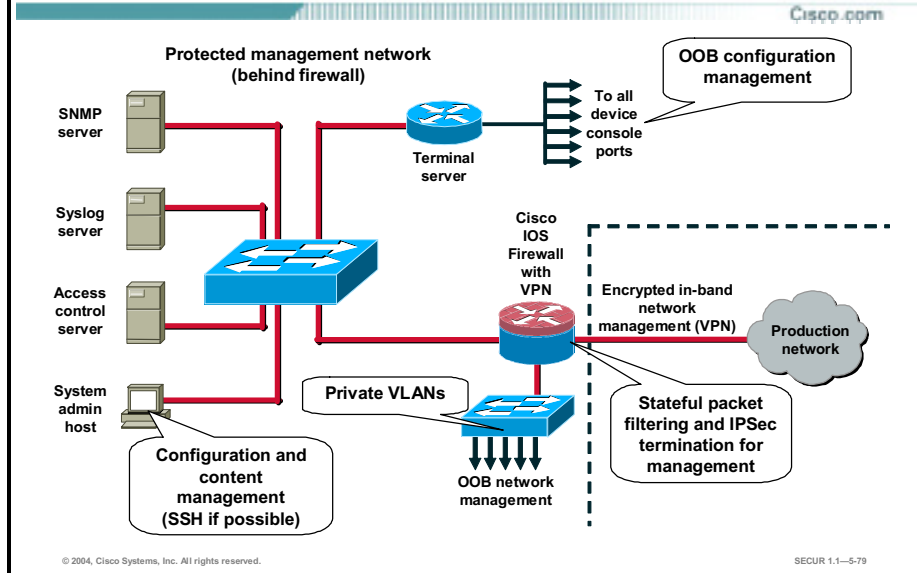 Cisco.com
Protected management network
(behind firewall)
OOB configuration
management
SNMP
server
To all
device
console
ports
Terminal
server
Syslog
server
Cisco
IOS
Firewall
with
VPN
Access
control
server
Encrypted in-band
network
management (VPN)
Production
network
System
admin
host
Private VLANs
Stateful packet
filtering and IPSec
termination for
management
Configuration and
content
management
(SSH if possible)
OOB network
management
© 2004, Cisco Systems, Inc. All rights reserved.
SECUR 1.1—5-79